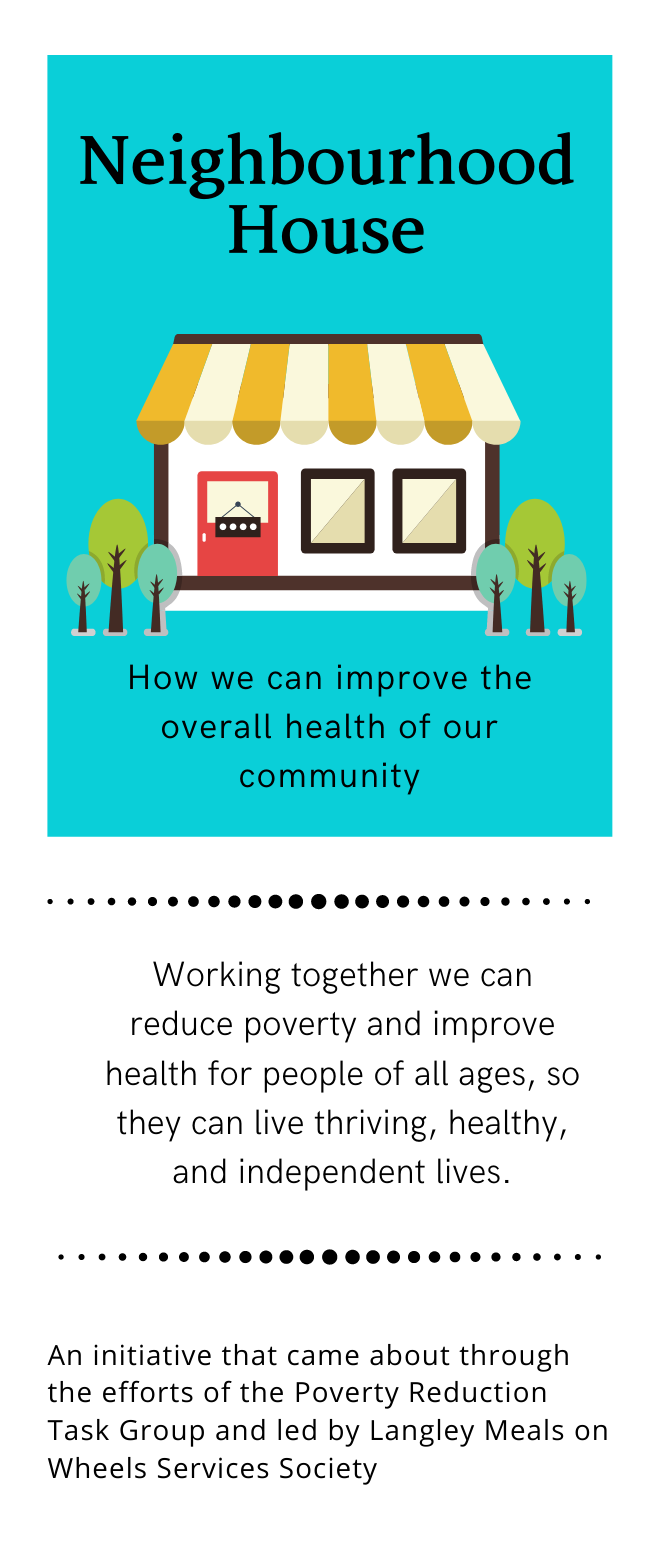 Neighbourhood
House
How we can improve the
overall health of our
community
Working together we can
reduce poverty and improve
health for people of all ages, so
they can live thriving, healthy,
and independent lives.
An initiative that came about through
the efforts of the Poverty Reduction
Task Group and led by Langley Meals on
Wheels Services Society